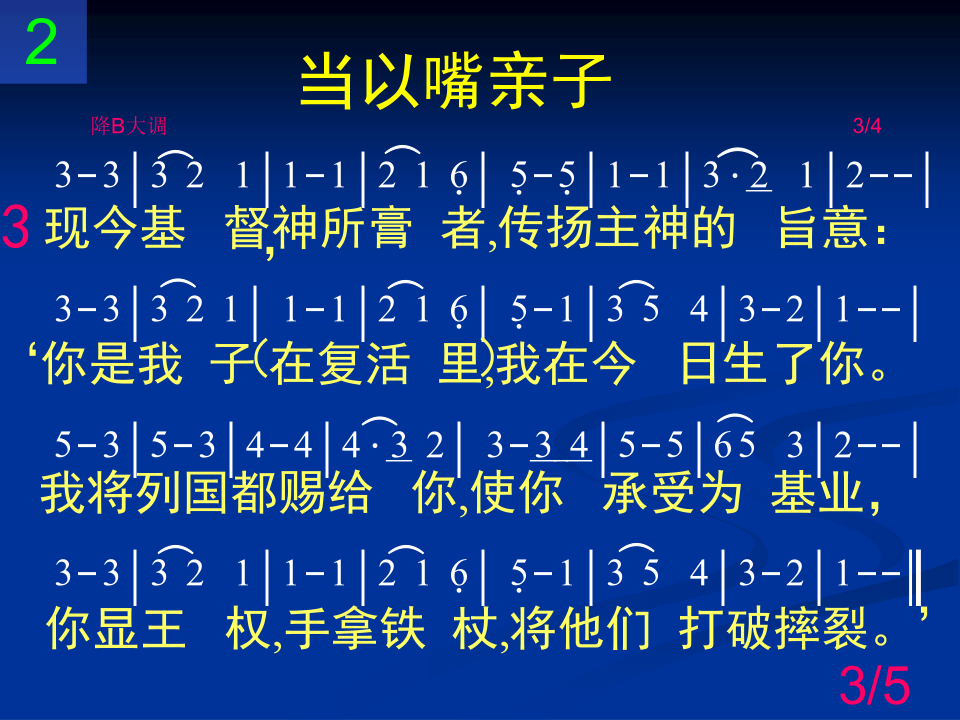 2
当以嘴亲子
降B大调 3/4
3-3|3 2 1|1-1|2 1 6̣|5̣-5̣|1-1|3·2 1|2--|
3 现今基 督,神所膏 者,传扬主神的 旨意：
3-3|3 2 1|1-1|2 1 6̣|5̣-1|3 5 4|3-2|1--|
‘你是我 子(在复活 里),我在今 日生了你。
5-3|5-3|4-4|4·3 2|3-3 4|5-5|65 3|2--|
我将列国都赐给 你,使你 承受为 基业，
3-3|3 2 1|1-1|2 1 6̣|5̣-1|3 5 4|3-2|1--‖
你显王 权,手拿铁 杖,将他们 打破摔裂。’
3/5